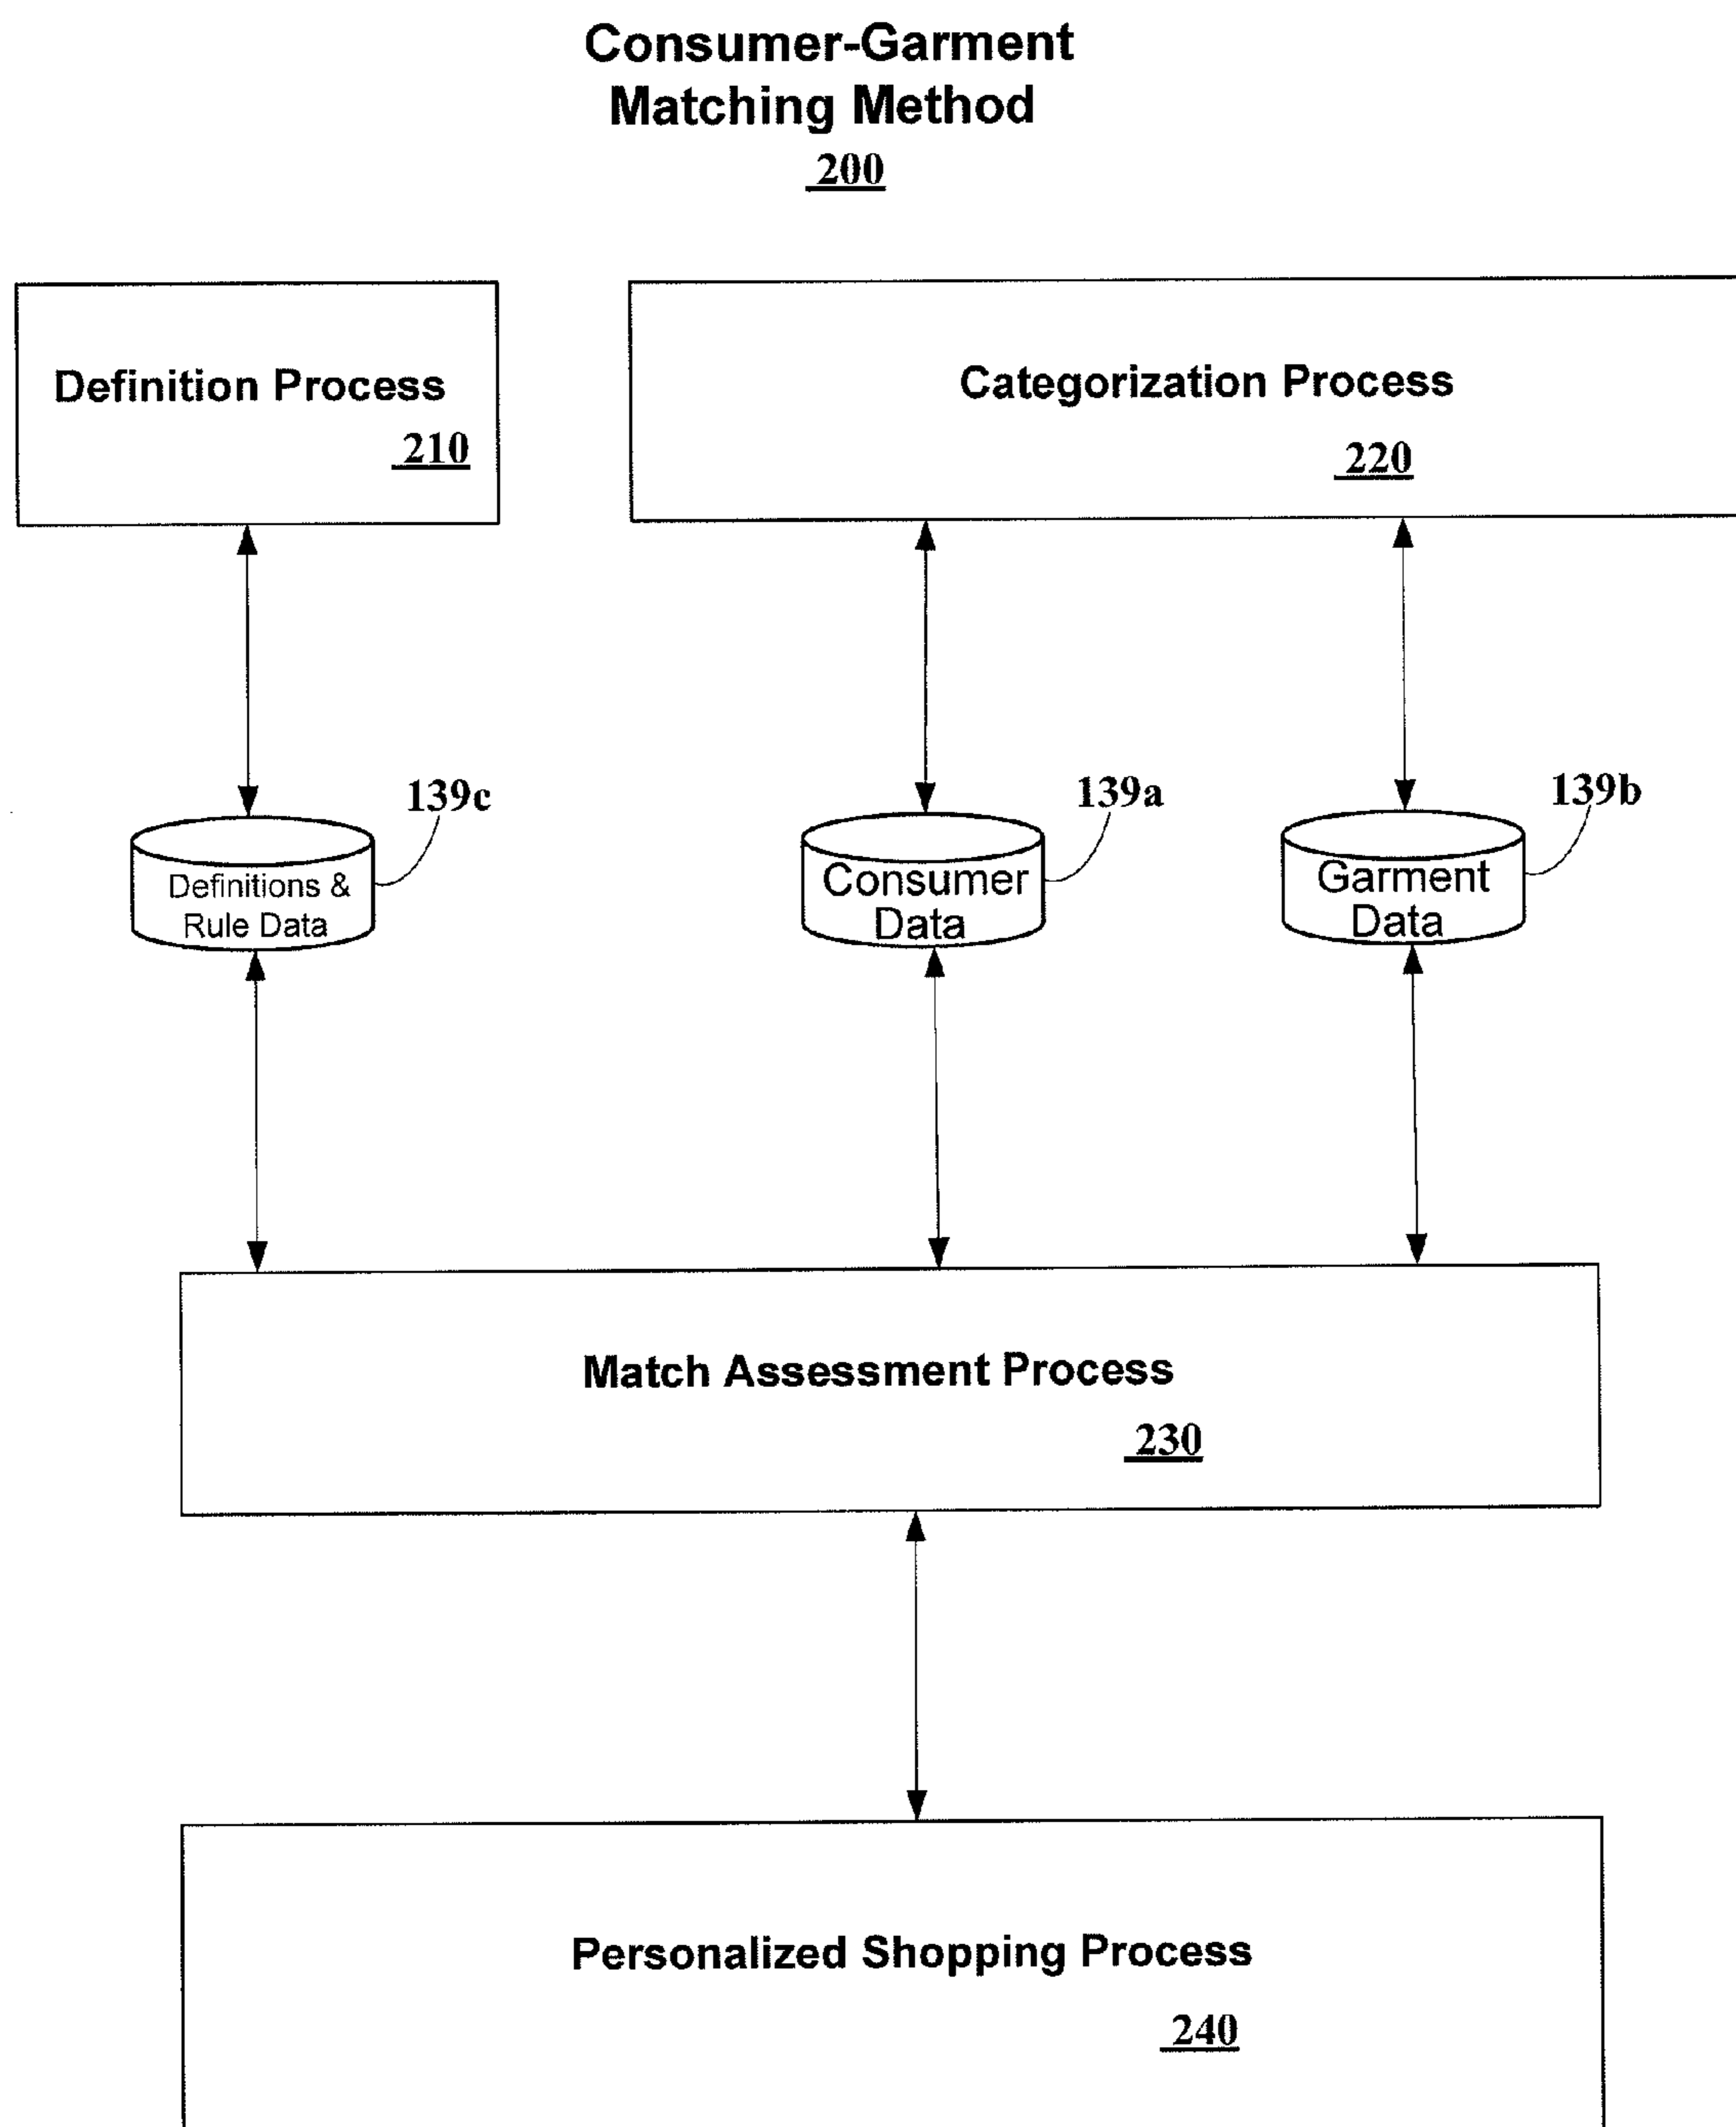 Consumer-Garment
Matching Method
200
Definition Process
210
Categorization Process
220
139c
139a
139b
Definitions &
Rule Data
Consumer
Data
Garment
Data
Match Assessment Process
230
Personalized Shopping Process
240